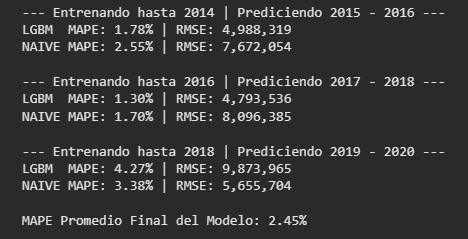 --- Entrenando hasta 2014 | Prediciendo 2015 - 2016 ---
LGBM  MAPE: 1.78% | RMSE: 4,988,319
NAIVE MAPE: 2.55% | RMSE: 7,672,054

--- Entrenando hasta 2016 | Prediciendo 2017 - 2018 ---
LGBM  MAPE: 1.30% | RMSE: 4,793,536
NAIVE MAPE: 1.70% | RMSE: 8,096,385

--- Entrenando hasta 2018 | Prediciendo 2019 - 2020 ---
LGBM  MAPE: 4.27% | RMSE: 9,873,965
NAIVE MAPE: 3.38% | RMSE: 5,655,704

MAPE Promedio Final del Modelo: 2.45%